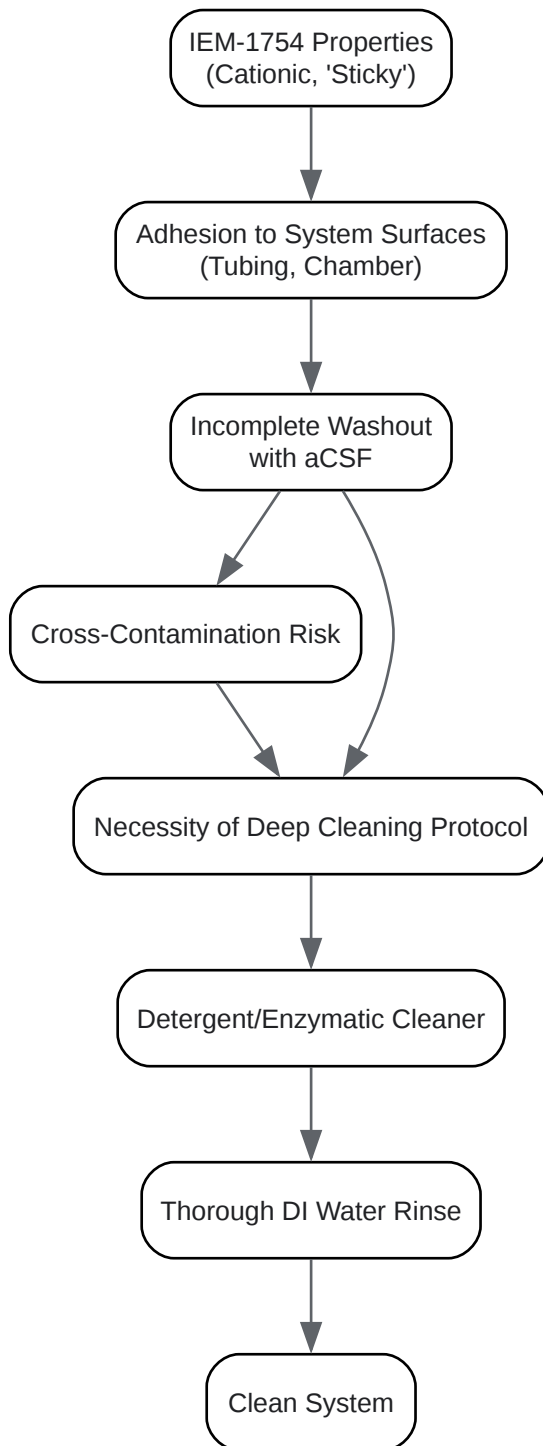 IEM-1754 Properties
(Cationic, 'Sticky')
Adhesion to System Surfaces
(Tubing, Chamber)
Incomplete Washout
with aCSF
Cross-Contamination Risk
Necessity of Deep Cleaning Protocol
Detergent/Enzymatic Cleaner
Thorough DI Water Rinse
Clean System